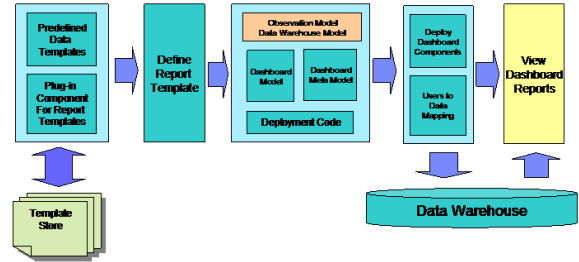 Predefined
Data
Templates
Plug-in
Component
For Report
Templates
Template
Store
Define
Report
Template
Observation Model
Data Warehouse Model
Dashboard
Model
Dashboard
Meta Model
Deployment Code
Deploy
Dashboard
Components
Users to
Data
Mapping
View
Dashboard
Reports
Data Warehouse